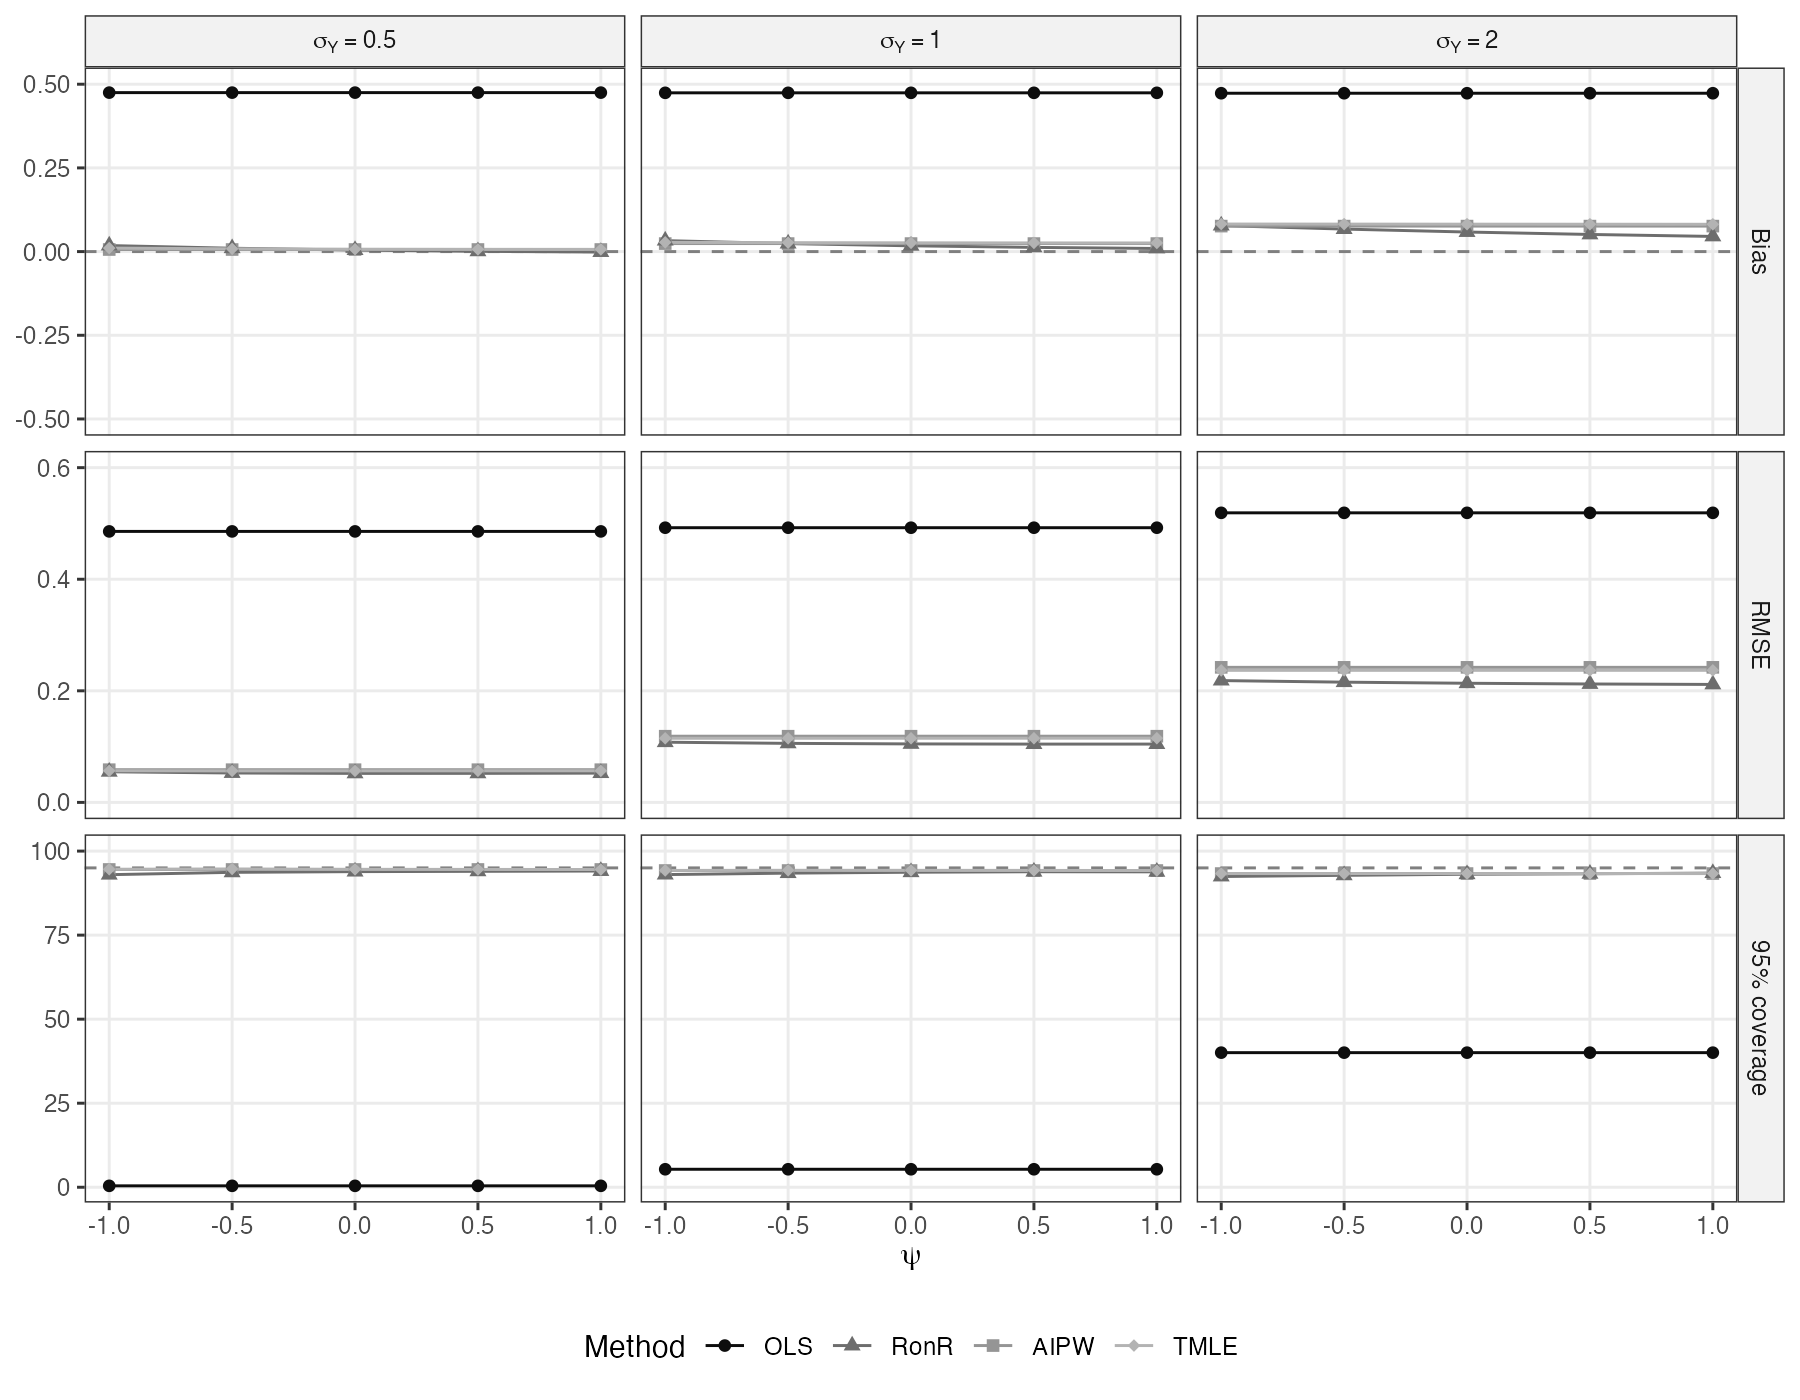 σY = 0.5
σY = 1
σY = 2
0.50
0.25
0.00
-0.25
-0.50
Bias
0.6
0.4
0.2
0.0
RMSE
100
75
50
25
0
95% coverage
-1.0 -0.5 0.0 0.5 1.0
-1.0 -0.5 0.0 0.5 1.0
-1.0 -0.5 0.0 0.5 1.0
ψ
Method OLS RonR AIPW TMLE